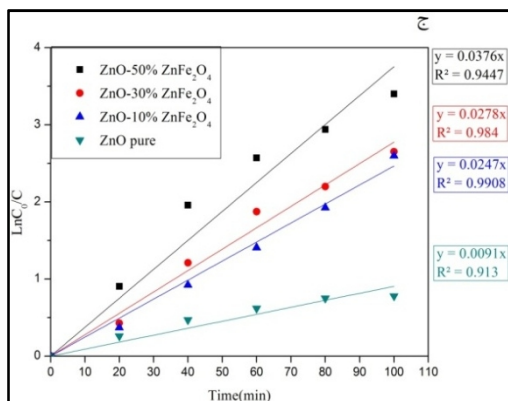 ج
ZnO-50% ZnFe₂O₄
ZnO-30% ZnFe₂O₄
ZnO-10% ZnFe₂O₄
ZnO pure
y = 0.0376x
R² = 0.9447
y = 0.0278x
R² = 0.984
y = 0.0247x
R² = 0.9908
y = 0.0091x
R² = 0.913
LnC₀/C
4
3
2
1
0
0 10 20 30 40 50 60 70 80 90 100 110
Time(min)